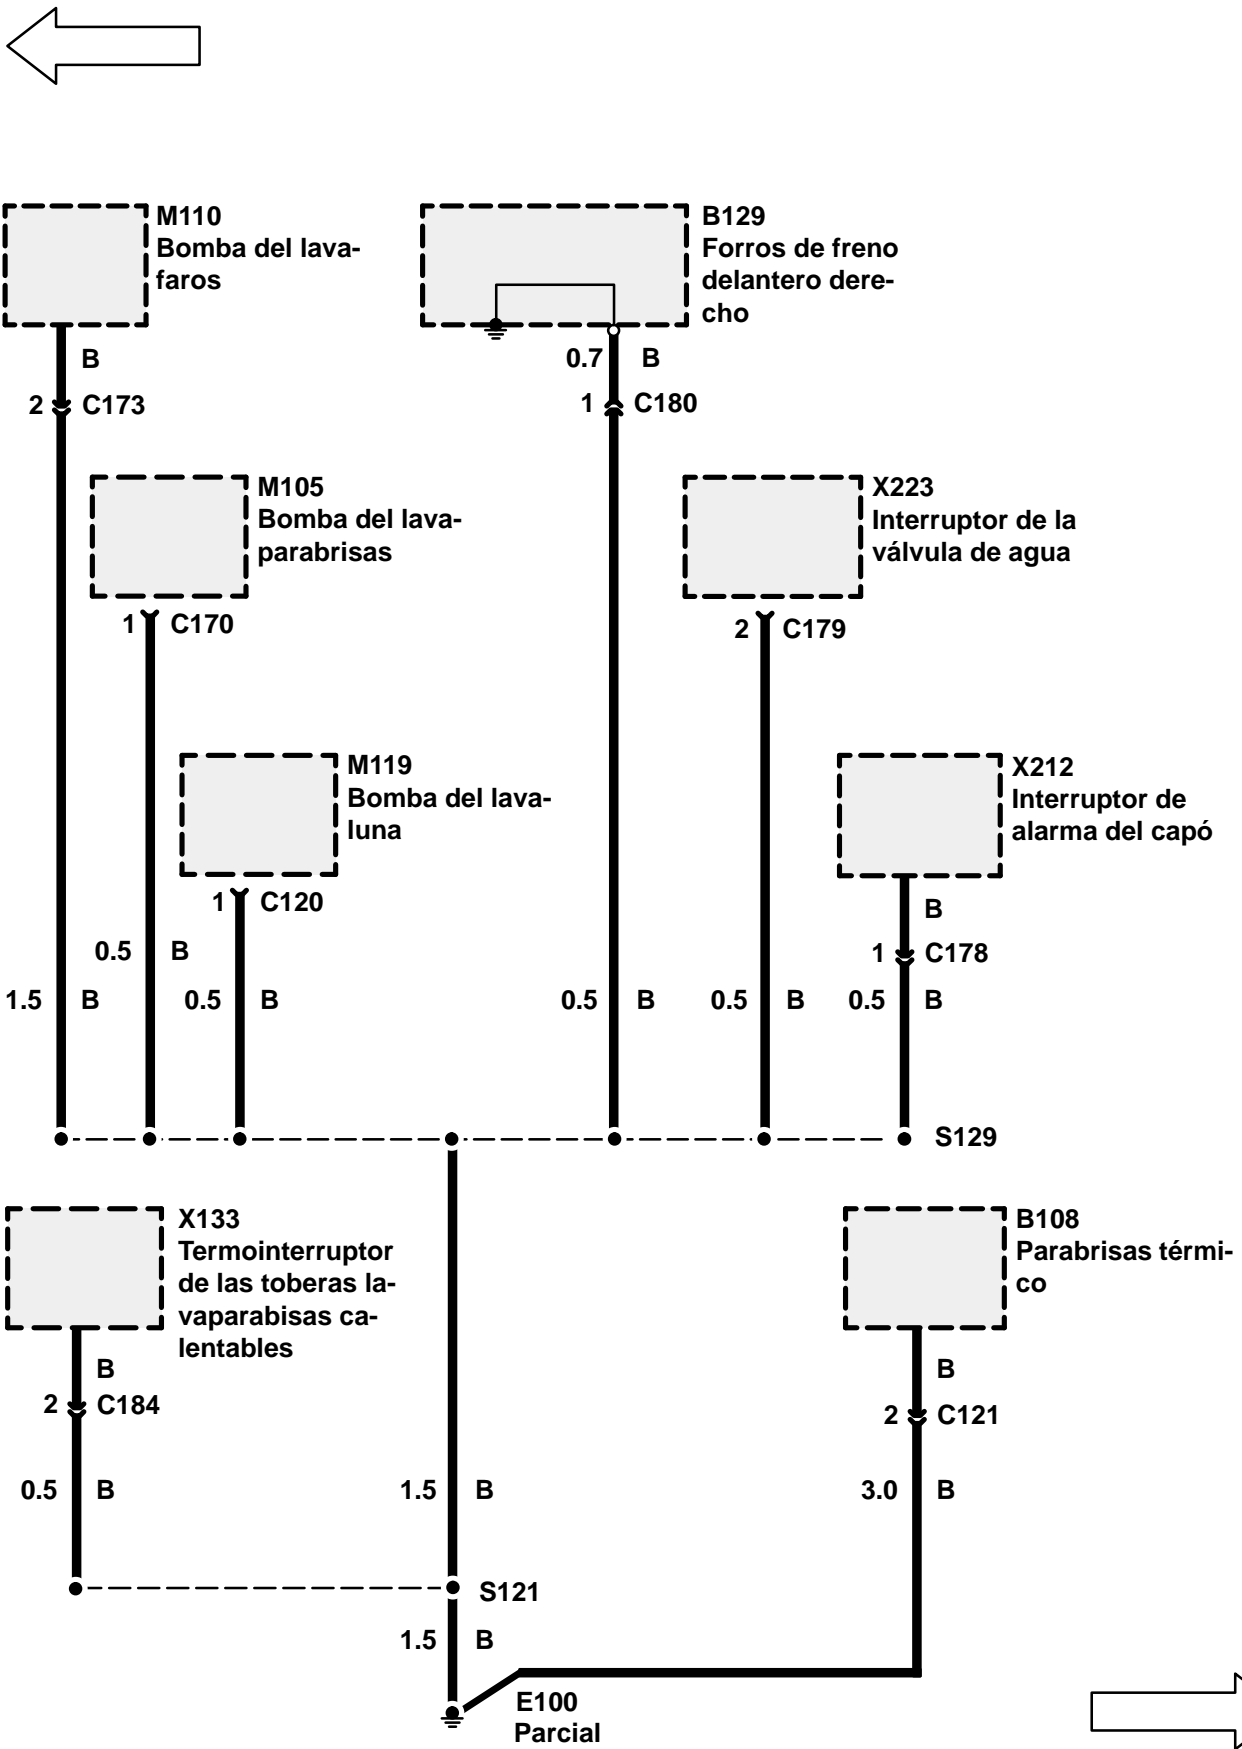 M110
Bomba del lava-
faros
B129
Forros de freno
delantero dere-
cho
B
0.7 B
2 C173
1 C180
M105
Bomba del lava-
parabrisas
X223
Interruptor de la
válvula de agua
1 C170
2 C179
M119
Bomba del lava-
luna
X212
Interruptor de
alarma del capó
1 C120
B
0.5 B
1 C178
1.5 B
0.5 B
0.5 B
0.5 B
0.5 B
S129
X133
Termointerruptor
de las toberas la-
vaparabisas ca-
lentables
B108
Parabrisas térmi-
co
B
B
2 C184
2 C121
0.5 B
1.5 B
3.0 B
S121
1.5 B
E100
Parcial